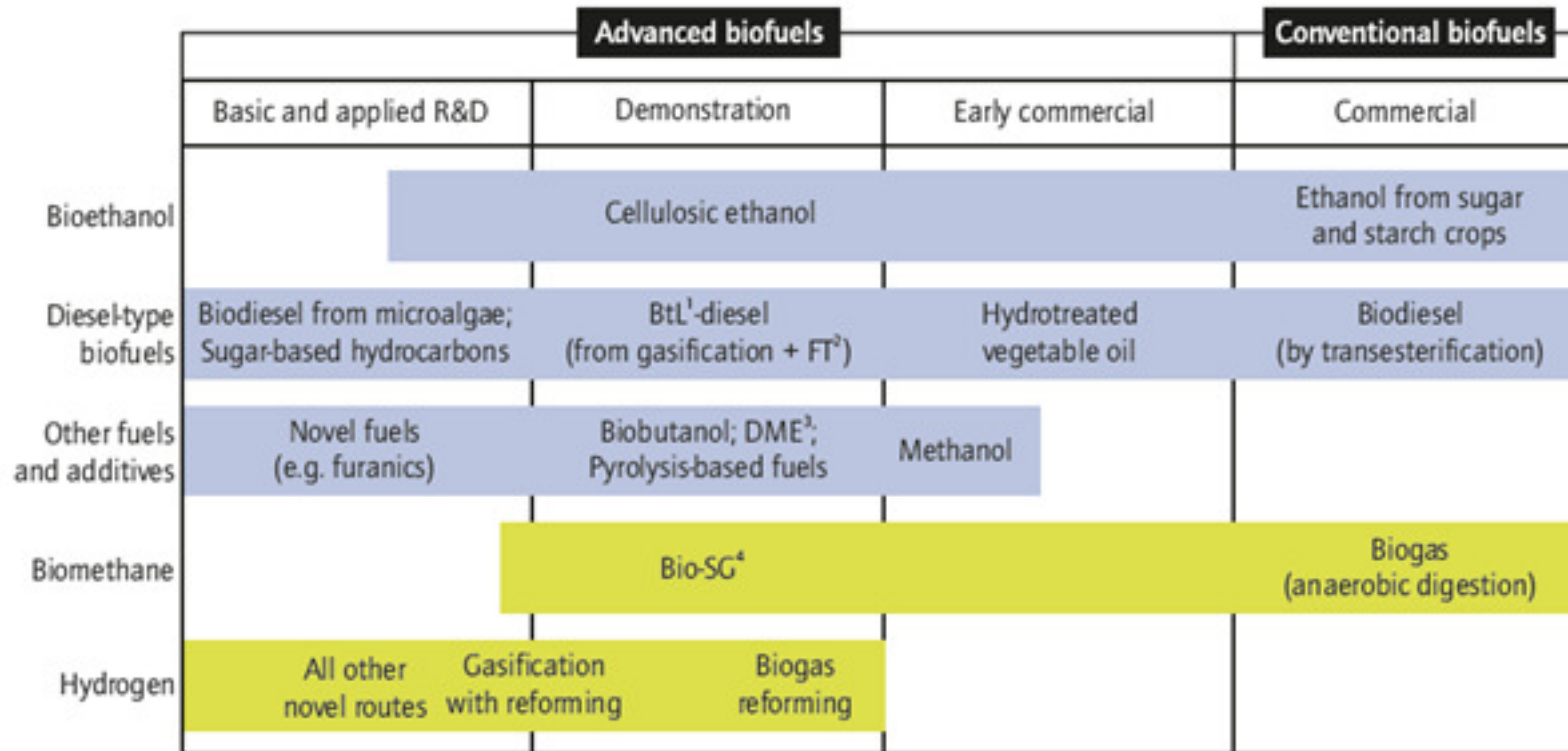 Advanced biofuels
Conventional biofuels
Basic and applied R&D
Demonstration
Early commercial
Commercial
Bioethanol
Cellulosic ethanol
Ethanol from sugar
and starch crops
Diesel-type
biofuels
Biodiesel from microalgae;
Sugar-based hydrocarbons
BtL¹-diesel
(from gasification + FT²)
Hydrotreated
vegetable oil
Biodiesel
(by transesterification)
Other fuels
and additives
Novel fuels
(e.g. furanics)
Biobutanol; DME³;
Pyrolysis-based fuels
Methanol
Biomethane
Bio-SG⁴
Biogas
(anaerobic digestion)
Hydrogen
All other
novel routes
Gasification
with reforming
Biogas
reforming